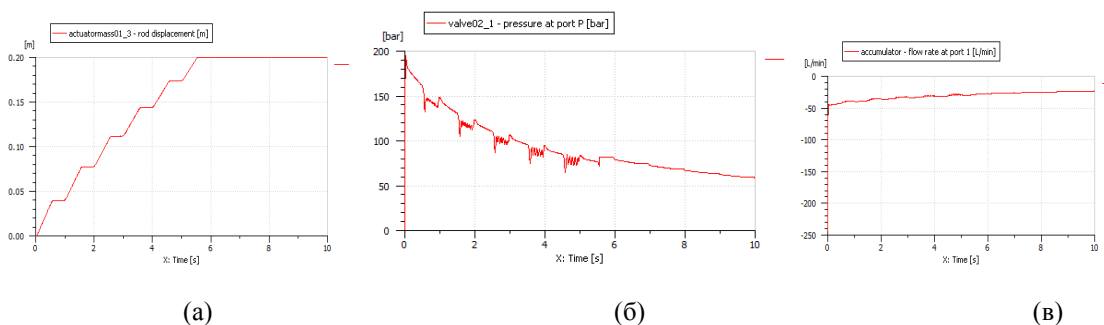 actuatormass01_3 - rod displacement [m]
[m]
0.20
0.15
0.10
0.05
0.00
0 2 4 6 8 10
X: Time [s]
(а)
valve02_1 - pressure at port P [bar]
[bar]
200
150
100
50
0
0 2 4 6 8 10
X: Time [s]
(б)
accumulator - flow rate at port 1 [L/min]
[L/min]
0
-50
-100
-150
-200
-250
0 2 4 6 8 10
X: Time [s]
(в)